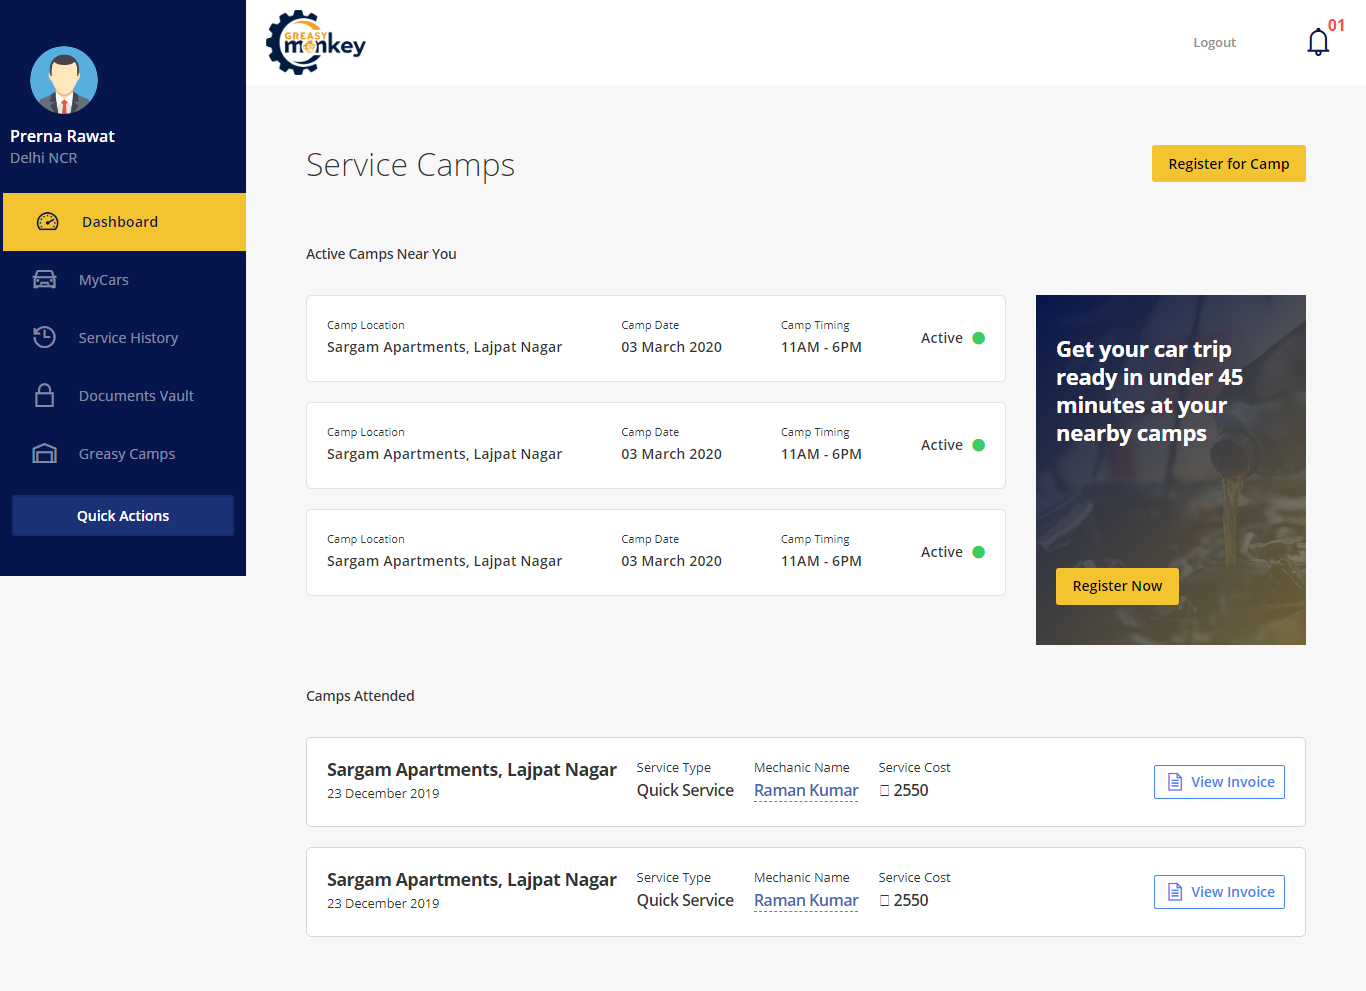 Prerna Rawat
Delhi NCR
Dashboard
MyCars
Service History
Documents Vault
Greasy Camps
Quick Actions
GREASY
monkey
Logout
01
Service Camps
Register for Camp
Active Camps Near You
Camp Location Camp Date Camp Timing
Sargam Apartments, Lajpat Nagar 03 March 2020 11AM - 6PM Active
Camp Location Camp Date Camp Timing
Sargam Apartments, Lajpat Nagar 03 March 2020 11AM - 6PM Active
Camp Location Camp Date Camp Timing
Sargam Apartments, Lajpat Nagar 03 March 2020 11AM - 6PM Active
Get your car trip
ready in under 45
minutes at your
nearby camps
Register Now
Camps Attended
Sargam Apartments, Lajpat Nagar Service Type Mechanic Name Service Cost
23 December 2019 Quick Service Raman Kumar 2550 View Invoice
Sargam Apartments, Lajpat Nagar Service Type Mechanic Name Service Cost
23 December 2019 Quick Service Raman Kumar 2550 View Invoice